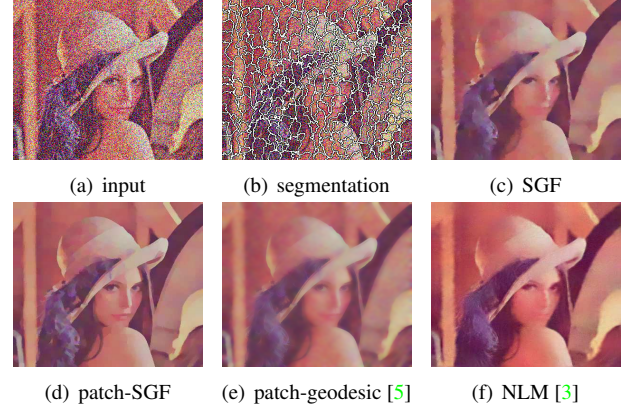 (a) input
(b) segmentation
(c) SGF
(d) patch-SGF
(e) patch-geodesic [5]
(f) NLM [3]